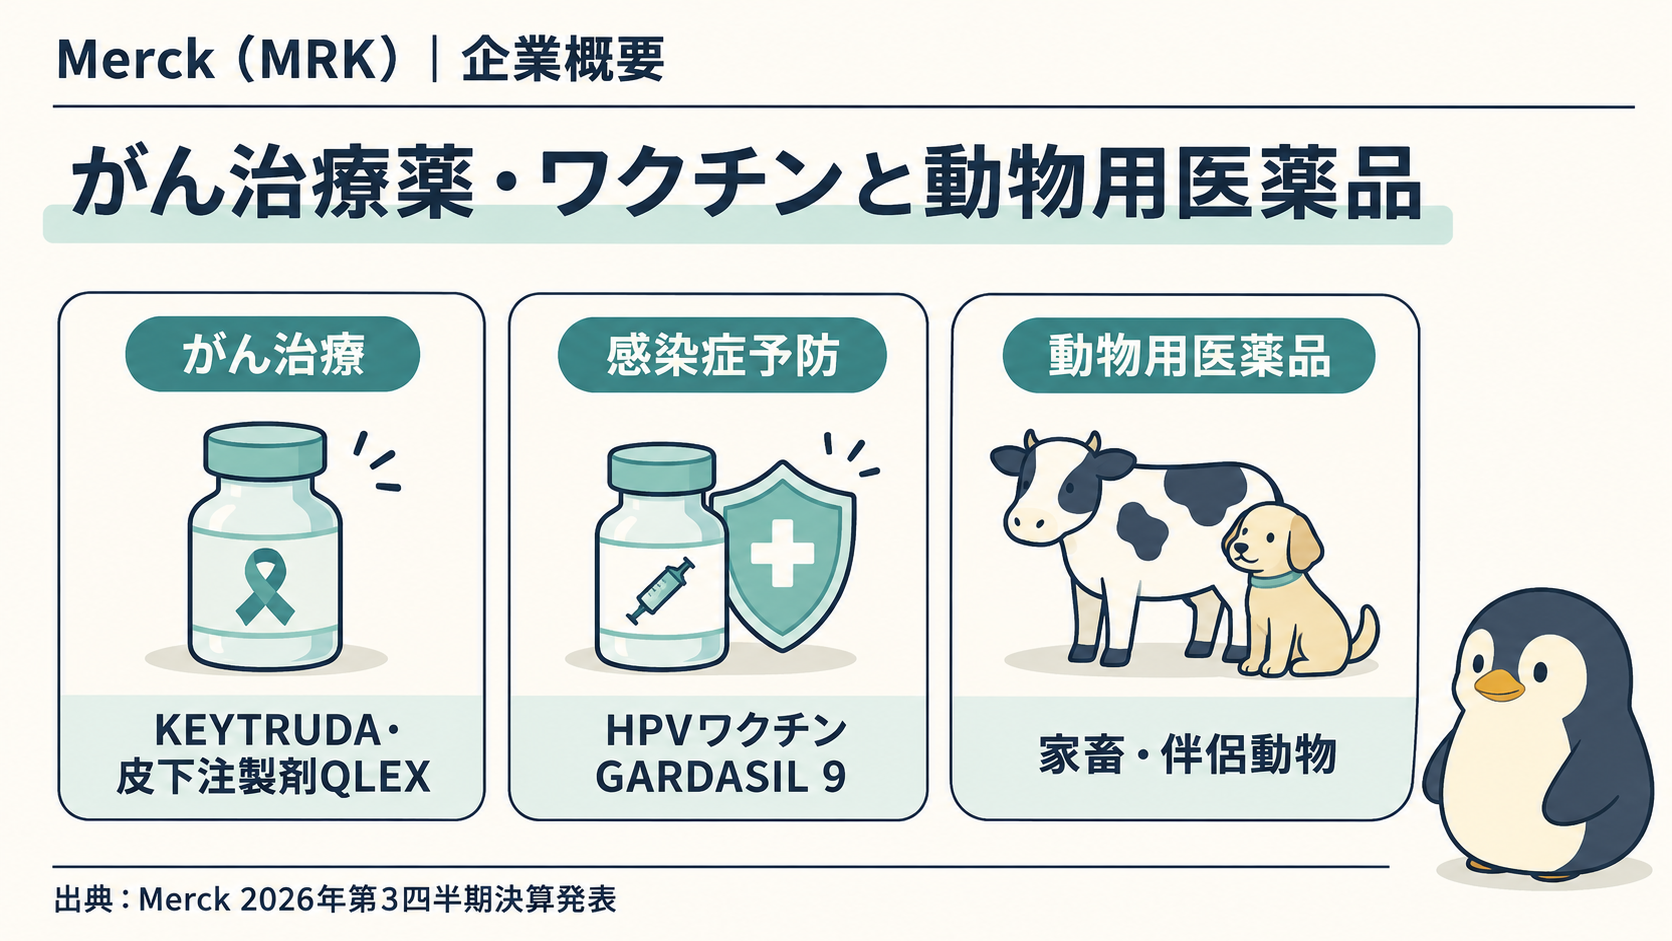 Merck（MRK）｜企業概要
がん治療薬・ワクチンと動物用医薬品
がん治療
KEYTRUDA・
皮下注製剤QLEX
感染症予防
HPVワクチン
GARDASIL 9
動物用医薬品
家畜・伴侶動物
出典：Merck 2026年第3四半期決算発表